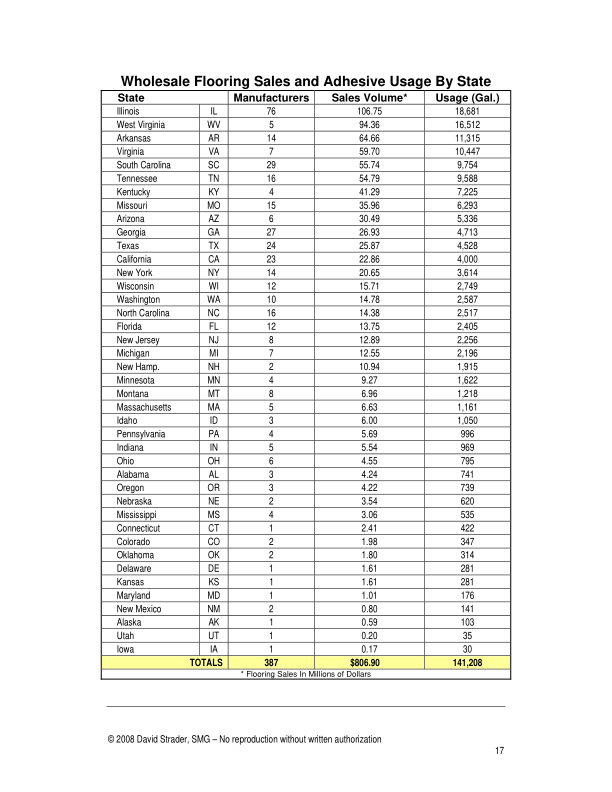 Wholesale Flooring Sales and Adhesive Usage By State
State Manufacturers Sales Volume* Usage (Gal.)
Illinois IL 76 106.75 18,681
West Virginia WV 5 94.36 16,512
Arkansas AR 14 64.66 11,315
Virginia VA 7 59.70 10,447
South Carolina SC 29 55.74 9,754
Tennessee TN 16 54.79 9,588
Kentucky KY 4 41.29 7,225
Missouri MO 15 35.96 6,293
Arizona AZ 6 30.49 5,336
Georgia GA 27 26.93 4,713
Texas TX 24 25.87 4,528
California CA 23 22.86 4,000
New York NY 14 20.65 3,614
Wisconsin WI 12 15.71 2,749
Washington WA 10 14.78 2,587
North Carolina NC 16 14.38 2,517
Florida FL 12 13.75 2,405
New Jersey NJ 8 12.89 2,256
Michigan MI 7 12.55 2,196
New Hamp. NH 2 10.94 1,915
Minnesota MN 4 9.27 1,622
Montana MT 8 6.96 1,218
Massachusetts MA 5 6.63 1,161
Idaho ID 3 6.00 1,050
Pennsylvania PA 4 5.69 996
Indiana IN 5 5.54 969
Ohio OH 6 4.55 795
Alabama AL 3 4.24 741
Oregon OR 3 4.22 739
Nebraska NE 2 3.54 620
Mississippi MS 4 3.06 535
Connecticut CT 1 2.41 422
Colorado CO 2 1.98 347
Oklahoma OK 2 1.80 314
Delaware DE 1 1.61 281
Kansas KS 1 1.61 281
Maryland MD 1 1.01 176
New Mexico NM 2 0.80 141
Alaska AK 1 0.59 103
Utah UT 1 0.20 35
Iowa IA 1 0.17 30
TOTALS 387 $806.90 141,208
* Flooring Sales In Millions of Dollars
© 2008 David Strader, SMG – No reproduction without written authorization
17